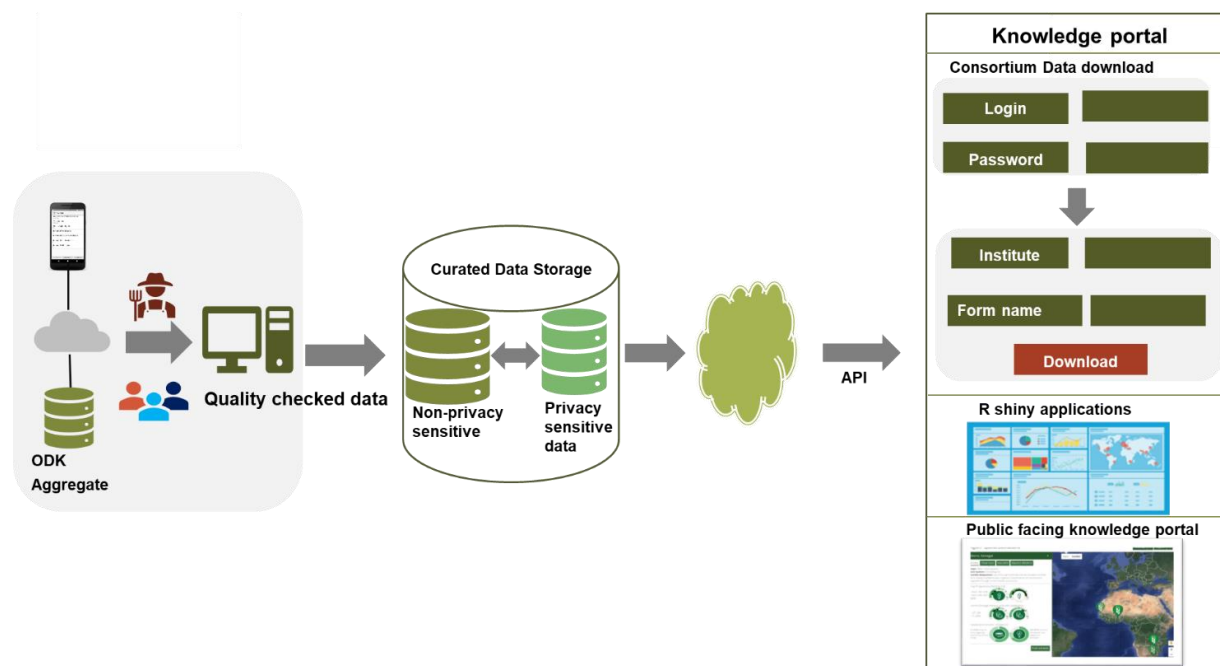 Knowledge portal
Consortium Data download
Login
Password
Institute
Form name
Download
Curated Data Storage
Non-privacy
sensitive
Privacy
sensitive
data
Quality checked data
ODK
Aggregate
API
R shiny applications
Public facing knowledge portal